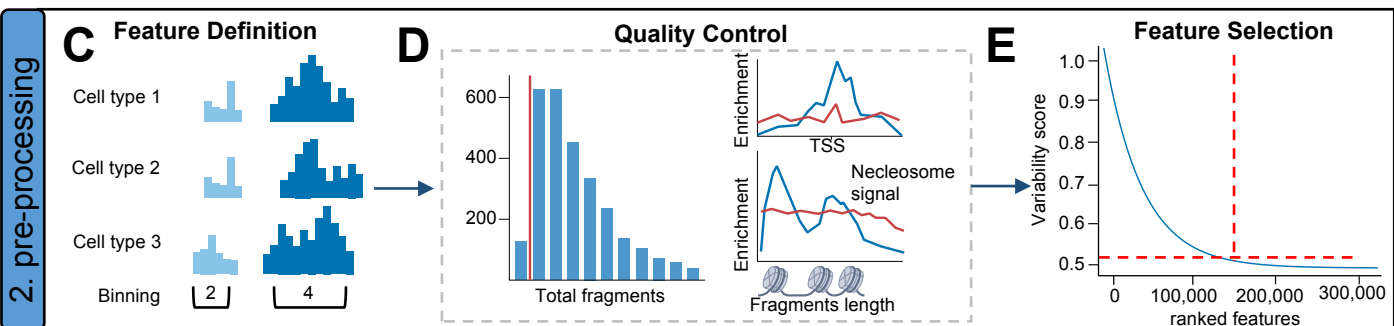 2. pre-processing
C Feature Definition
Cell type 1
Cell type 2
Cell type 3
Binning
2
4
D Quality Control
600
400
200
Total fragments
Enrichment
TSS
Enrichment
Necleosome
signal
Fragments length
E Feature Selection
Variability score
1.0
0.9
0.8
0.7
0.6
0.5
0
100,000
200,000
300,000
ranked features